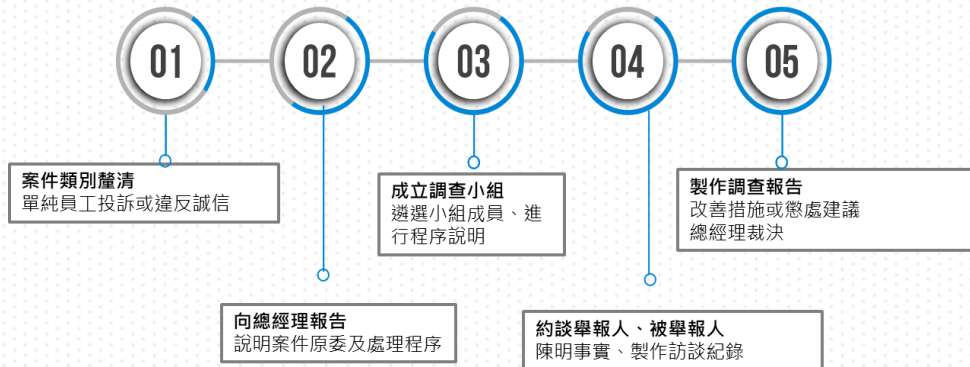 01
02
03
04
05
案件類別釐清
單純員工投訴或違反誠信
向總經理報告
說明案件原委及處理程序
成立調查小組
遴選小組成員、進
行程序說明
約談舉報人、被舉報人
陳明事實、製作訪談紀錄
製作調查報告
改善措施或懲處建議
總經理裁決